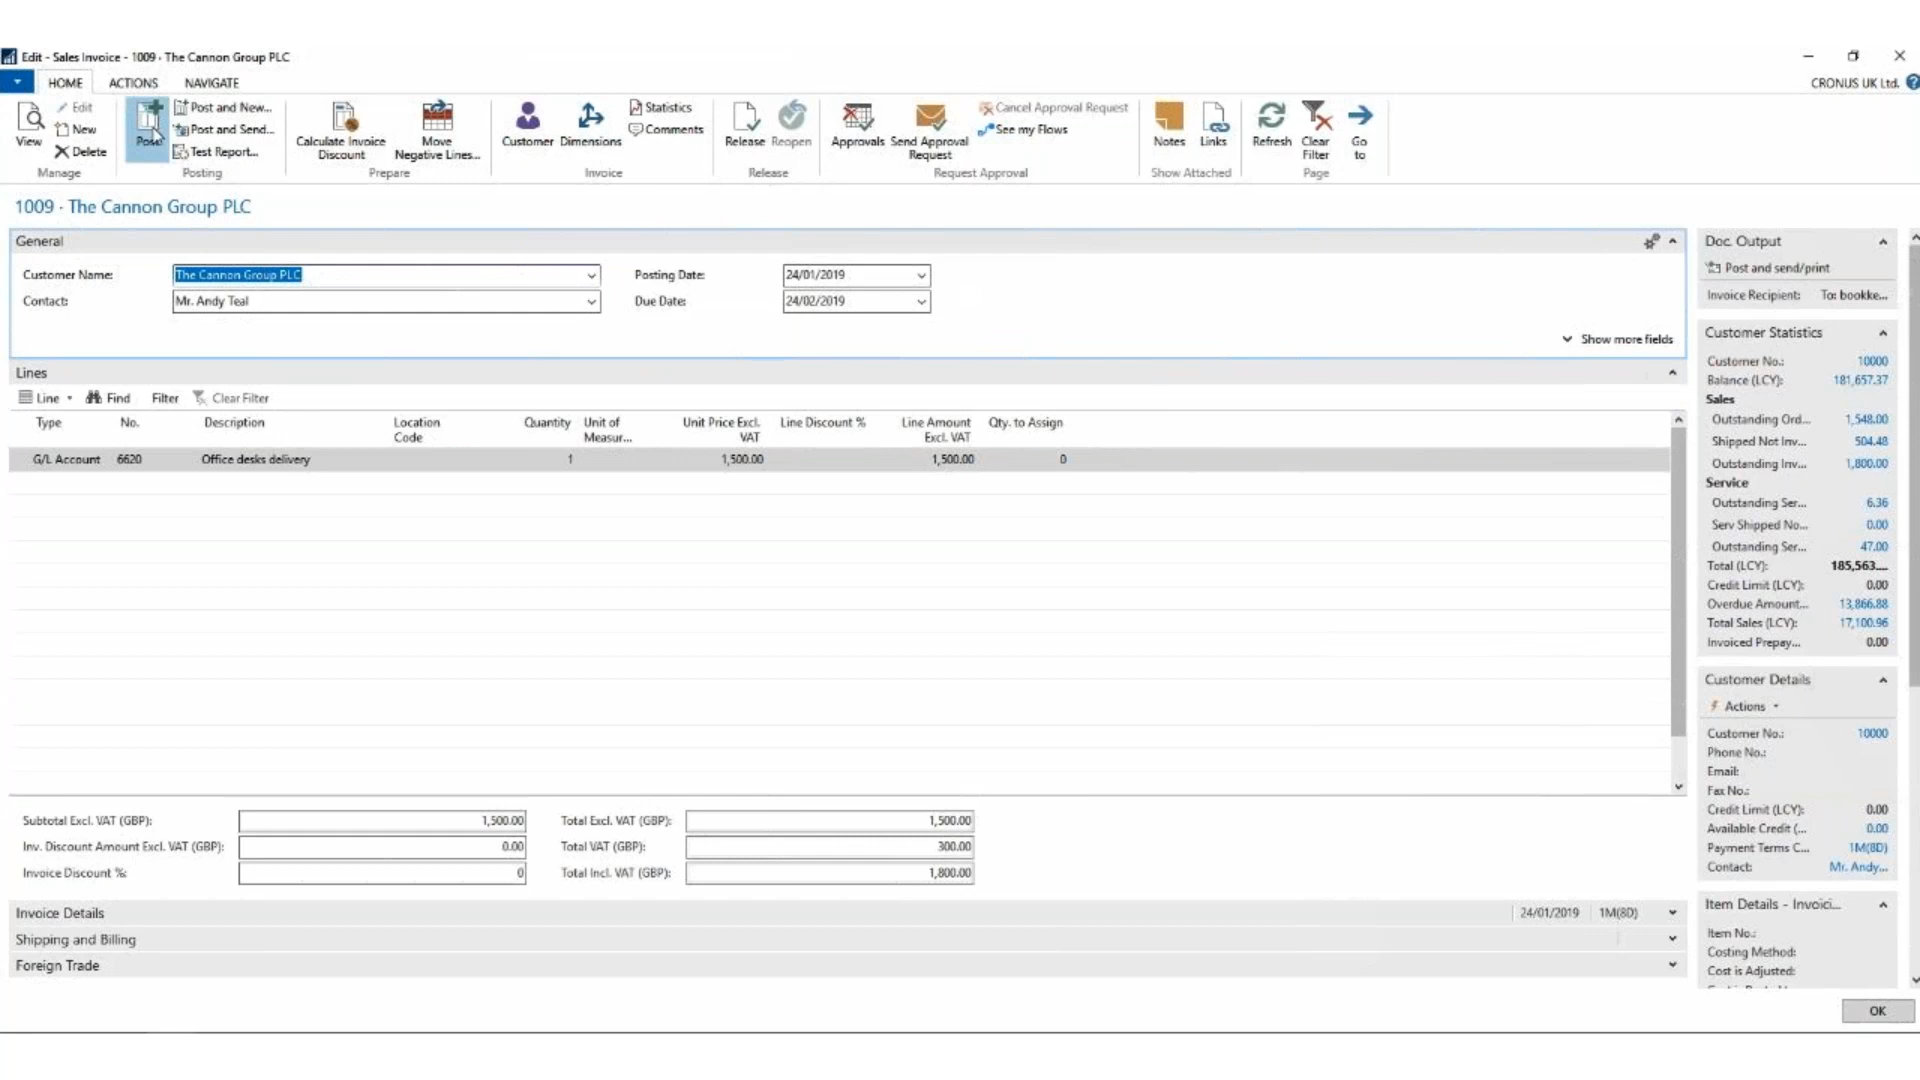 Edit - Sales Invoice - 1009 · The Cannon Group PLC
HOME ACTIONS NAVIGATE CRONUS UK Ltd.
View Edit New Delete
Manage
Post Post and New... Post and Send... Test Report...
Posting
Calculate Invoice Discount Move Negative Lines...
Prepare
Customer Dimensions Statistics Comments
Invoice
Release Reopen
Release
Approvals Send Approval Request Cancel Approval Request See my Flows
Request Approval
Notes Links
Show Attached
Refresh Clear Filter Go to
Page
1009 · The Cannon Group PLC
General
Customer Name: The Cannon Group PLC Posting Date: 24/01/2019
Contact: Mr. Andy Teal Due Date: 24/02/2019
Show more fields
Lines
Line Find Filter Clear Filter
Type No. Description Location Code Quantity Unit of Measur... Unit Price Excl. VAT Line Discount % Line Amount Excl. VAT Qty. to Assign
G/L Account 6620 Office desks delivery 1 1,500.00 1,500.00 0
Subtotal Excl. VAT (GBP): 1,500.00 Total Excl. VAT (GBP): 1,500.00
Inv. Discount Amount Excl. VAT (GBP): 0.00 Total VAT (GBP): 300.00
Invoice Discount %: 0 Total Incl. VAT (GBP): 1,800.00
Invoice Details 24/01/2019 1M(8D)
Shipping and Billing
Foreign Trade
Doc. Output
Post and send/print
Invoice Recipient: To: bookke...
Customer Statistics
Customer No.: 10000
Balance (LCY): 181,657.37
Sales
Outstanding Ord... 1,548.00
Shipped Not Inv... 504.48
Outstanding Inv... 1,800.00
Service
Outstanding Ser... 6.36
Serv Shipped No... 0.00
Outstanding Ser... 47.00
Total (LCY): 185,563....
Credit Limit (LCY): 0.00
Overdue Amount... 13,866.88
Total Sales (LCY): 17,100.96
Invoiced Prepay... 0.00
Customer Details
Actions
Customer No.: 10000
Phone No.:
Email:
Fax No.:
Credit Limit (LCY): 0.00
Available Credit (... 0.00
Payment Terms C... 1M(8D)
Contact: Mr. Andy...
Item Details - Invoici...
Item No.:
Costing Method:
Cost is Adjusted:
OK